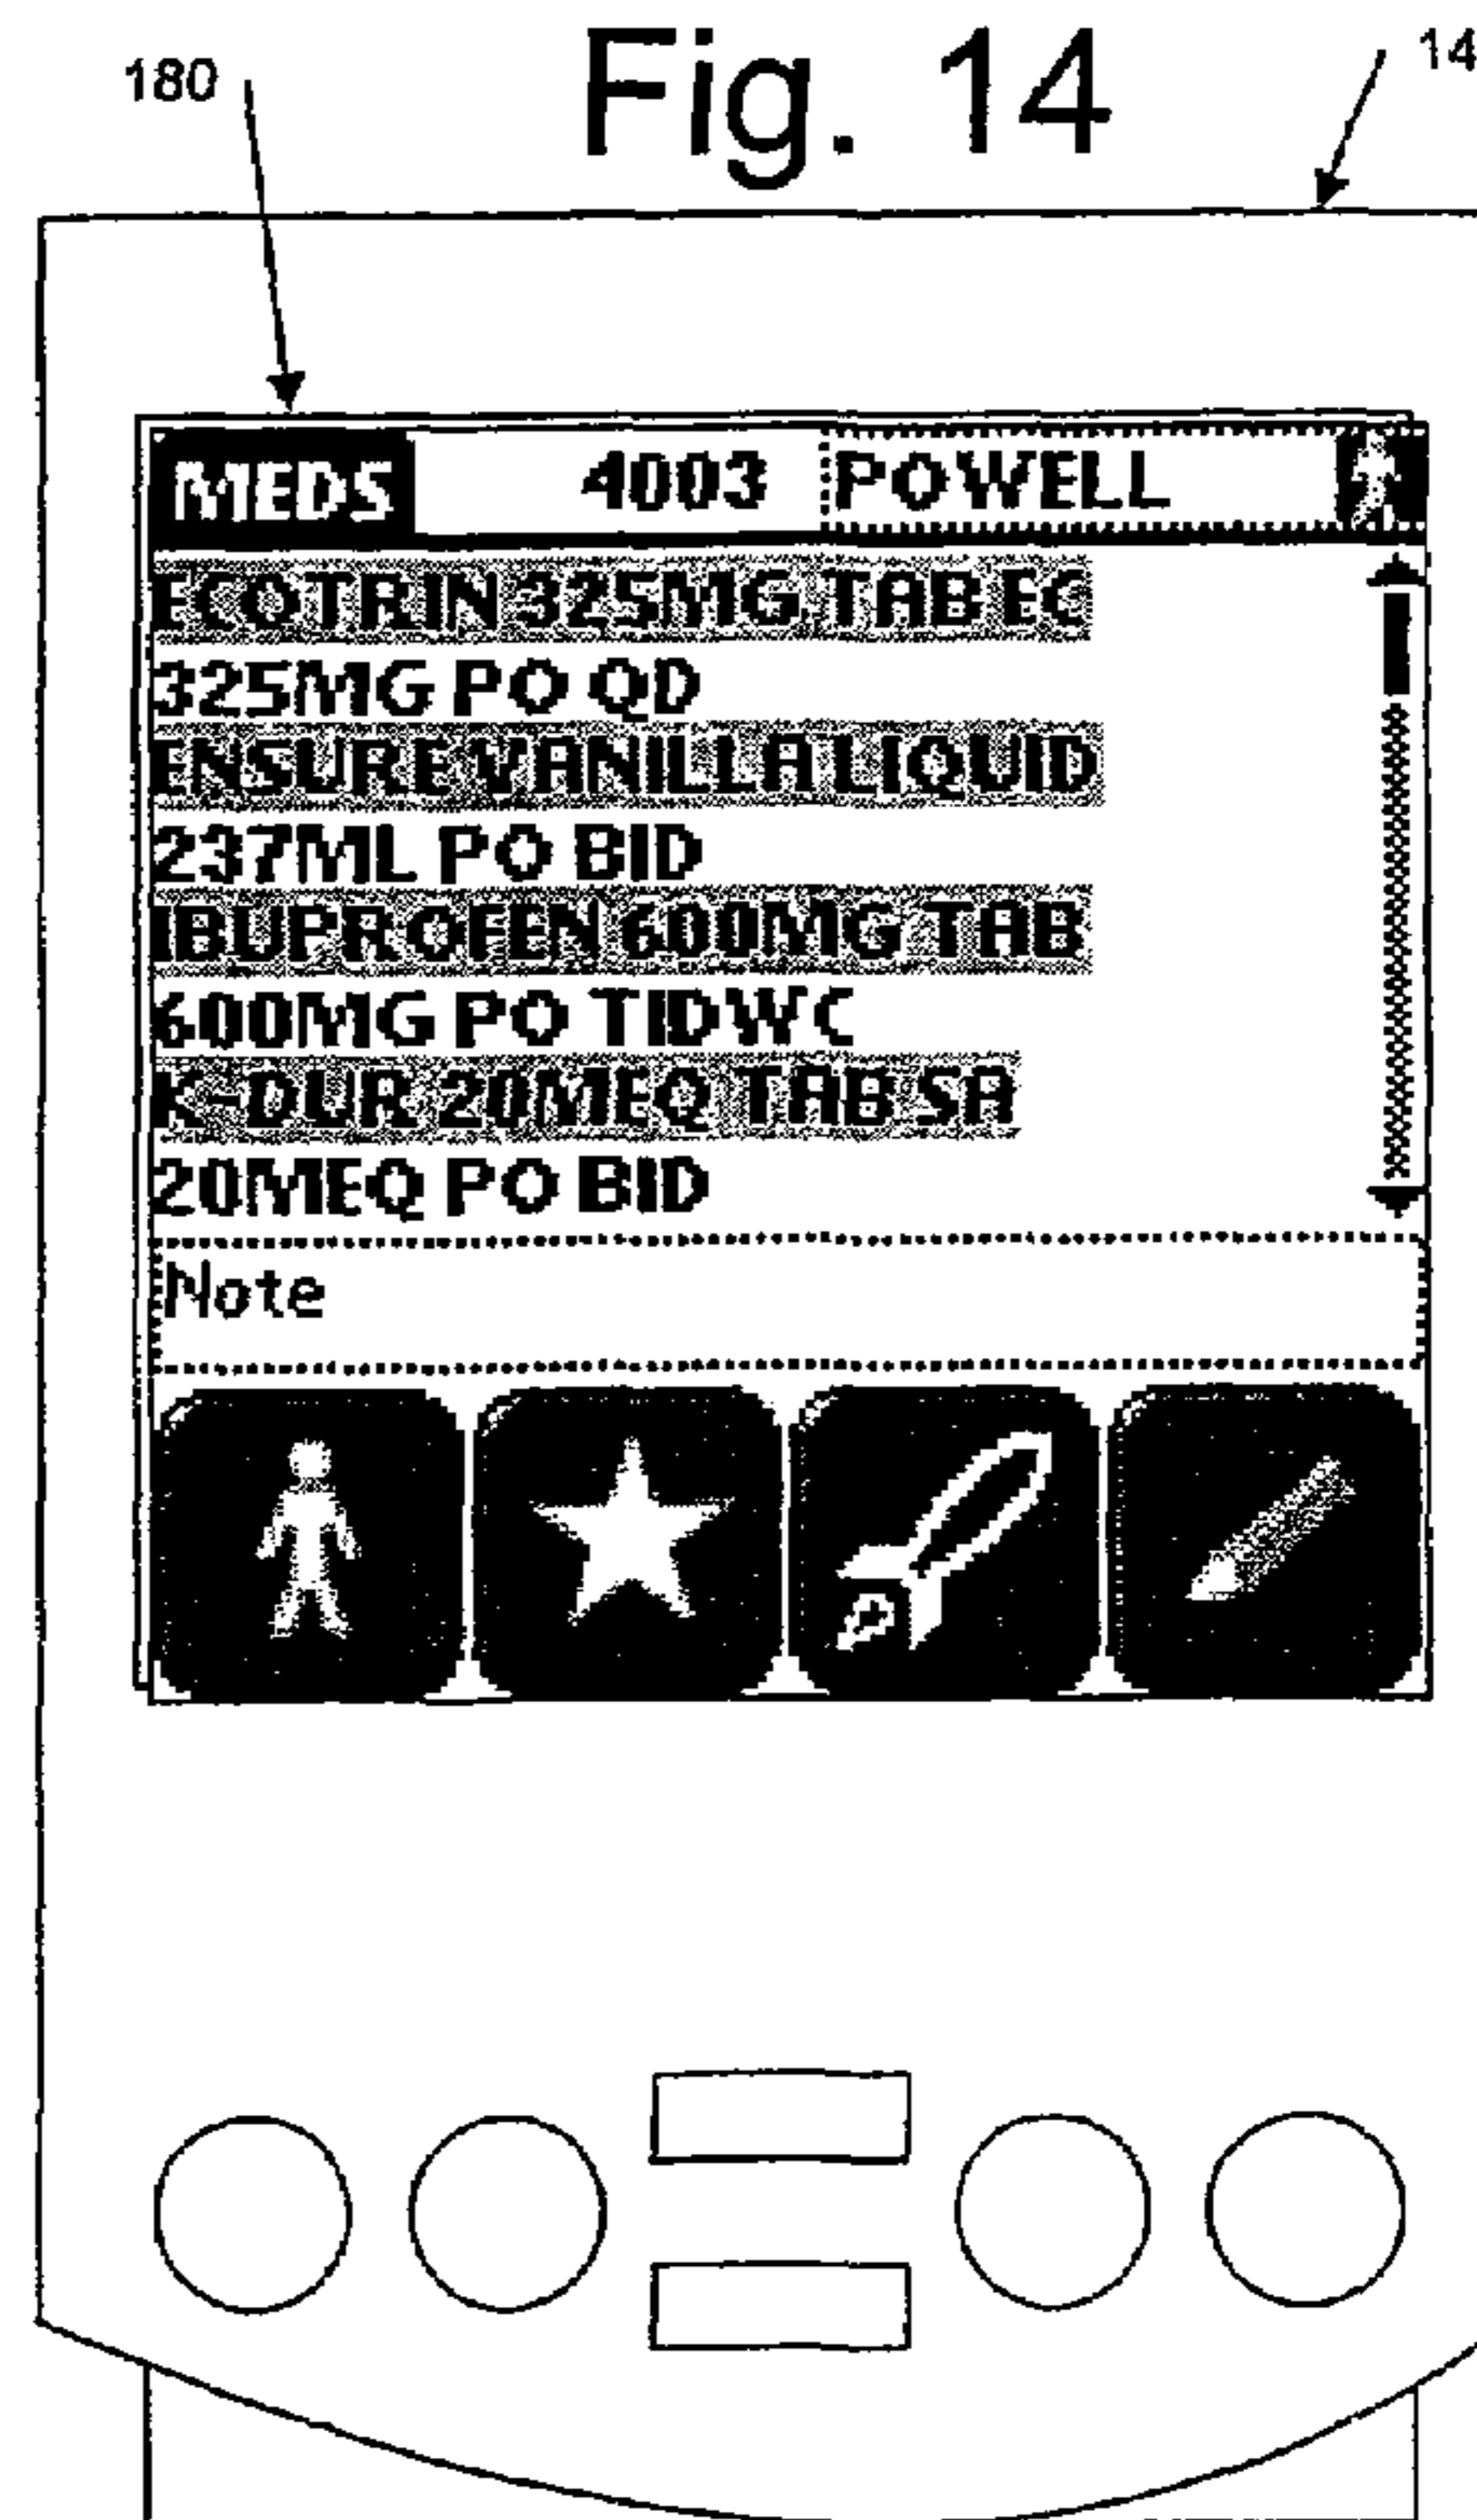 Fig. 14
180
14
MEDS 4003 POWELL
ECOTRIN 325MG TAB EC
325MG PO QD
ENSURE VANILLA LIQUID
237ML PO BID
IBUPROFEN 600MG TAB
600MG PO TIDWC
K-DUR 20MEQ TAB SA
20MEQ PO BID
Note